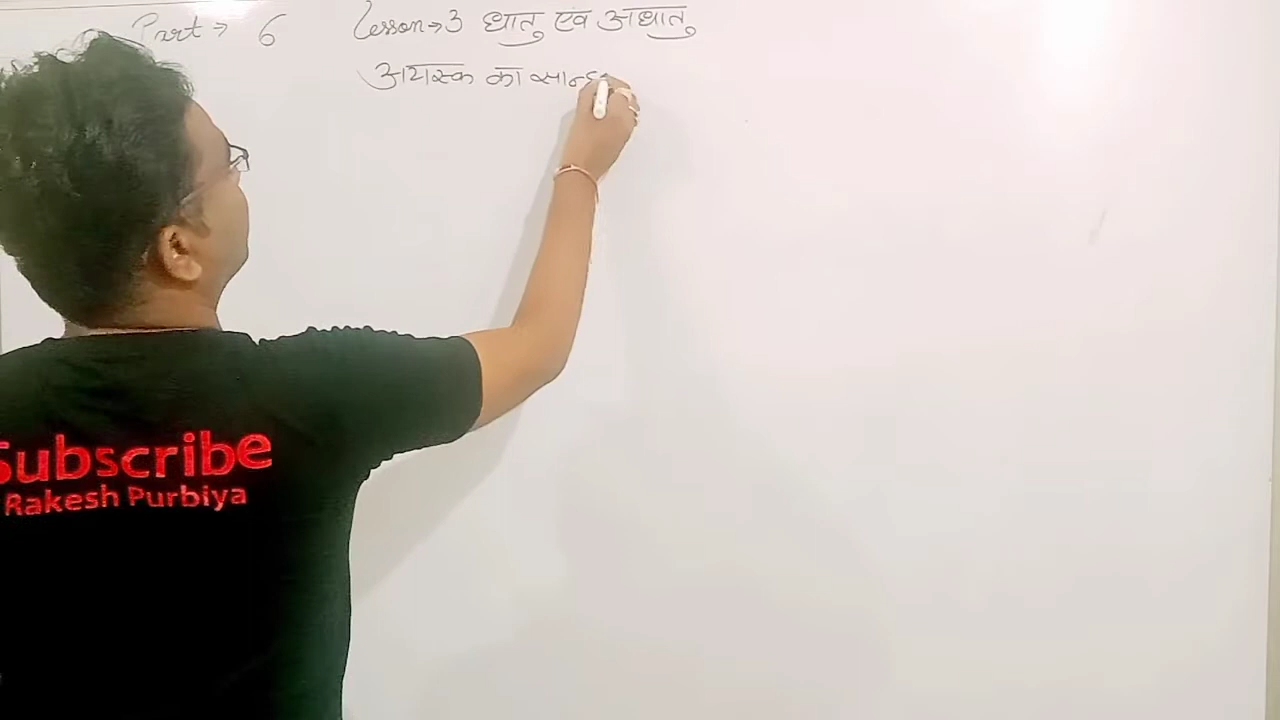 Part → 6 Lesson → 3 धातु एवं अधातु
अयस्क का सान्द
Subscribe
Rakesh Purbiya